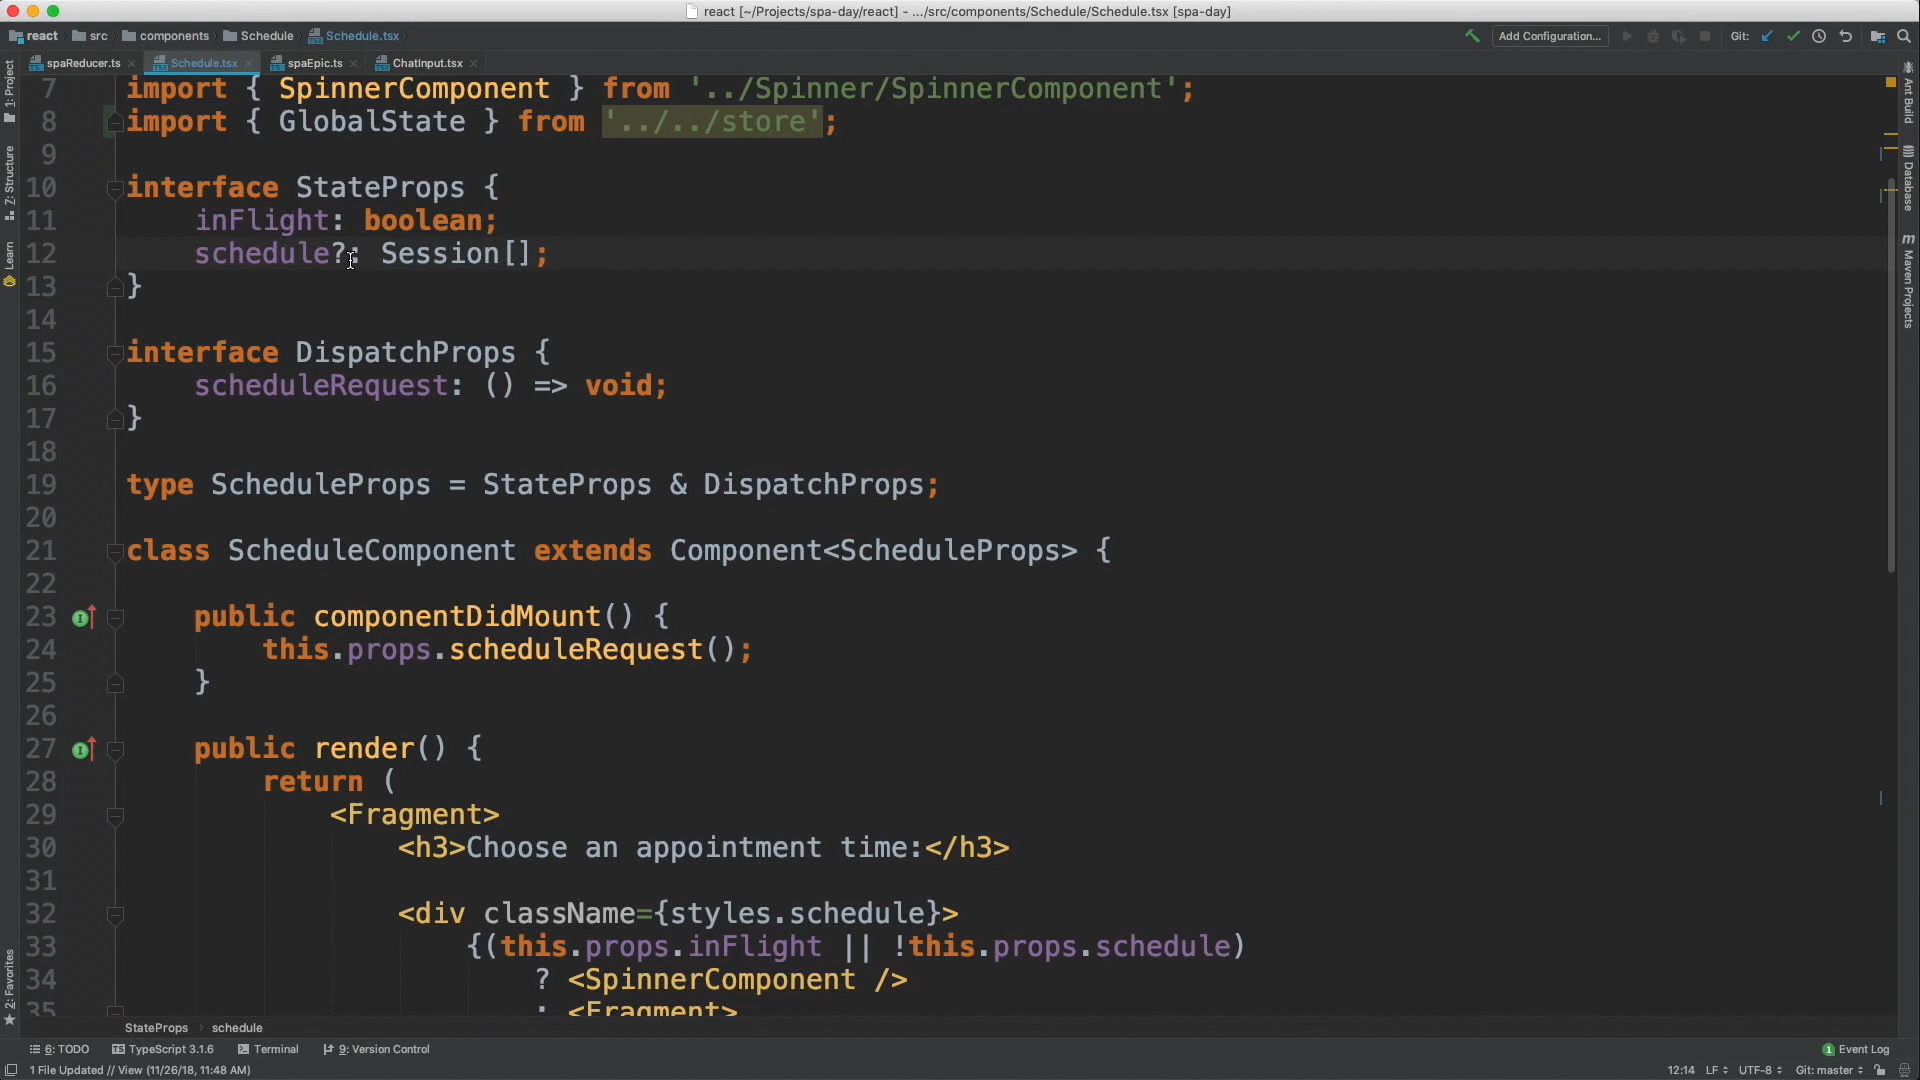 react [~/Projects/spa-day/react] - .../src/components/Schedule/Schedule.tsx [spa-day]
react src components Schedule Schedule.tsx Add Configuration... Git:
spaReducer.ts Schedule.tsx spaEpic.ts ChatInput.tsx
1: Project
Z: Structure
Learn
2: Favorites
7 import { SpinnerComponent } from '../Spinner/SpinnerComponent';
8 import { GlobalState } from '../../store';
9
10 interface StateProps {
11 inFlight: boolean;
12 schedule?: Session[];
13 }
14
15 interface DispatchProps {
16 scheduleRequest: () => void;
17 }
18
19 type ScheduleProps = StateProps & DispatchProps;
20
21 class ScheduleComponent extends Component<ScheduleProps> {
22
23 public componentDidMount() {
24 this.props.scheduleRequest();
25 }
26
27 public render() {
28 return (
29 <Fragment>
30 <h3>Choose an appointment time:</h3>
31
32 <div className={styles.schedule}>
33 {(this.props.inFlight || !this.props.schedule)
34 ? <SpinnerComponent />
35 : <Fragment>
Ant Build
Database
m Maven Projects
StateProps › schedule
6: TODO TypeScript 3.1.6 Terminal 9: Version Control 1 Event Log
1 File Updated // View (11/26/18, 11:48 AM) 12:14 LF UTF-8 Git: master